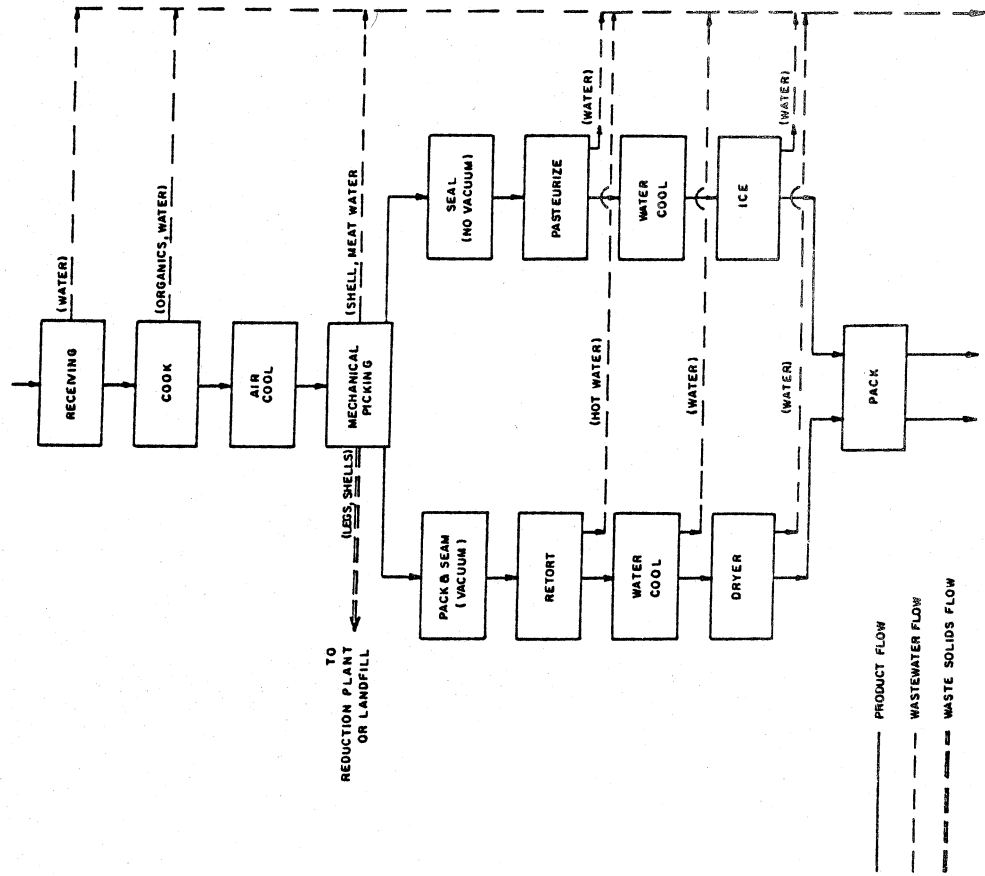 RECEIVING
(WATER)
COOK
(ORGANICS, WATER)
AIR
COOL
MECHANICAL
PICKING
(SHELL, MEAT WATER
(LEGS, SHELLS)
TO
REDUCTION PLANT
OR LANDFILL
SEAL
(NO VACUUM)
PASTEURIZE
(WATER)
WATER
COOL
ICE
(WATER)
PACK & SEAM
(VACUUM)
RETORT
(HOT WATER)
WATER
COOL
(WATER)
DRYER
(WATER)
PACK
PRODUCT FLOW
WASTEWATER FLOW
WASTE SOLIDS FLOW